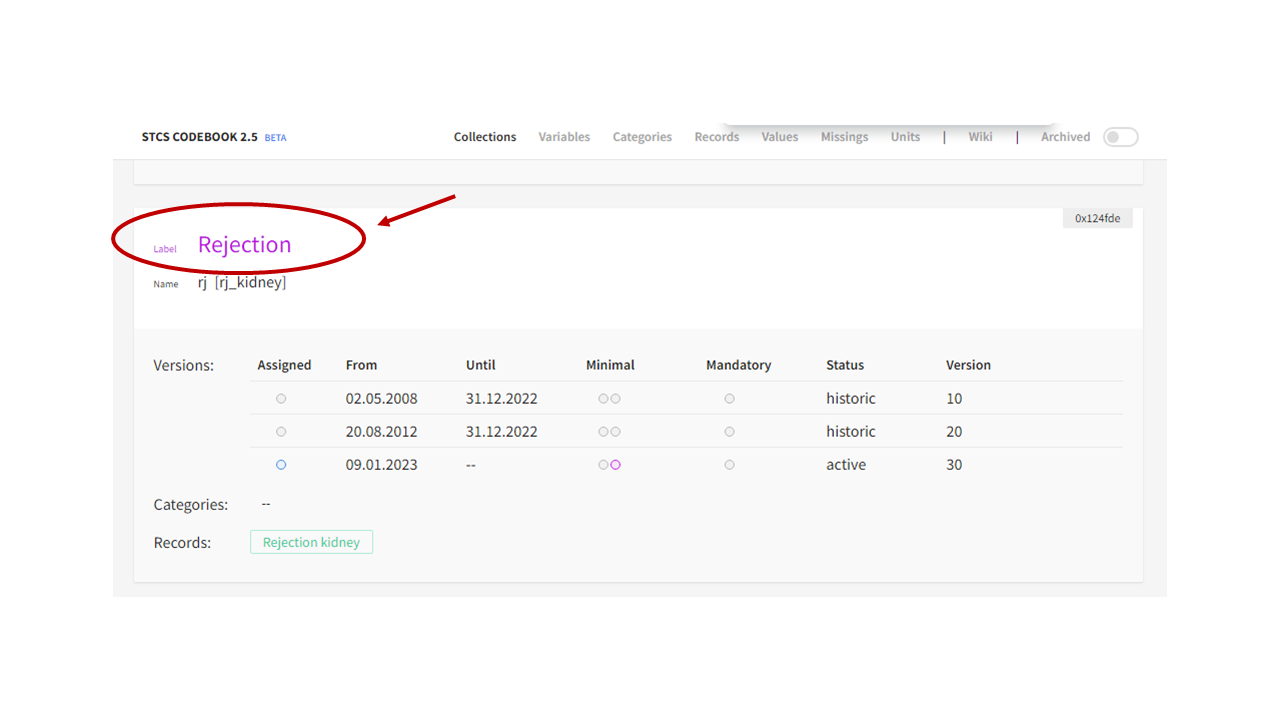 STCS CODEBOOK 2.5 BETA Collections Variables Categories Records Values Missings Units | Wiki | Archived
0x124fde
Label Rejection
Name rj [rj_kidney]
Versions: Assigned From Until Minimal Mandatory Status Version
02.05.2008 31.12.2022 historic 10
20.08.2012 31.12.2022 historic 20
09.01.2023 -- active 30
Categories: --
Records: Rejection kidney